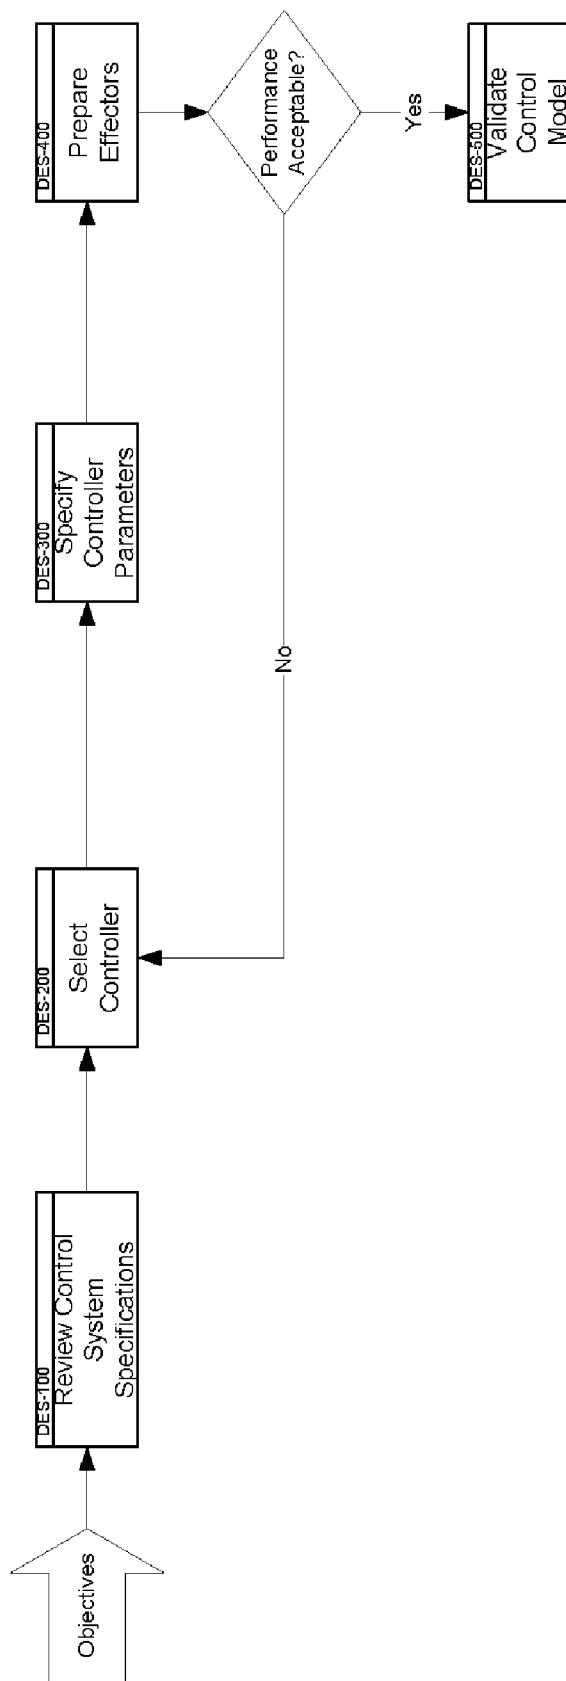 Objectives
DES-100
Review Control
System
Specifications
DES-200
Select
Controller
DES-300
Specify
Controller
Parameters
DES-400
Prepare
Effectors
Performance
Acceptable?
No
Yes
DES-500
Validate
Control
Model